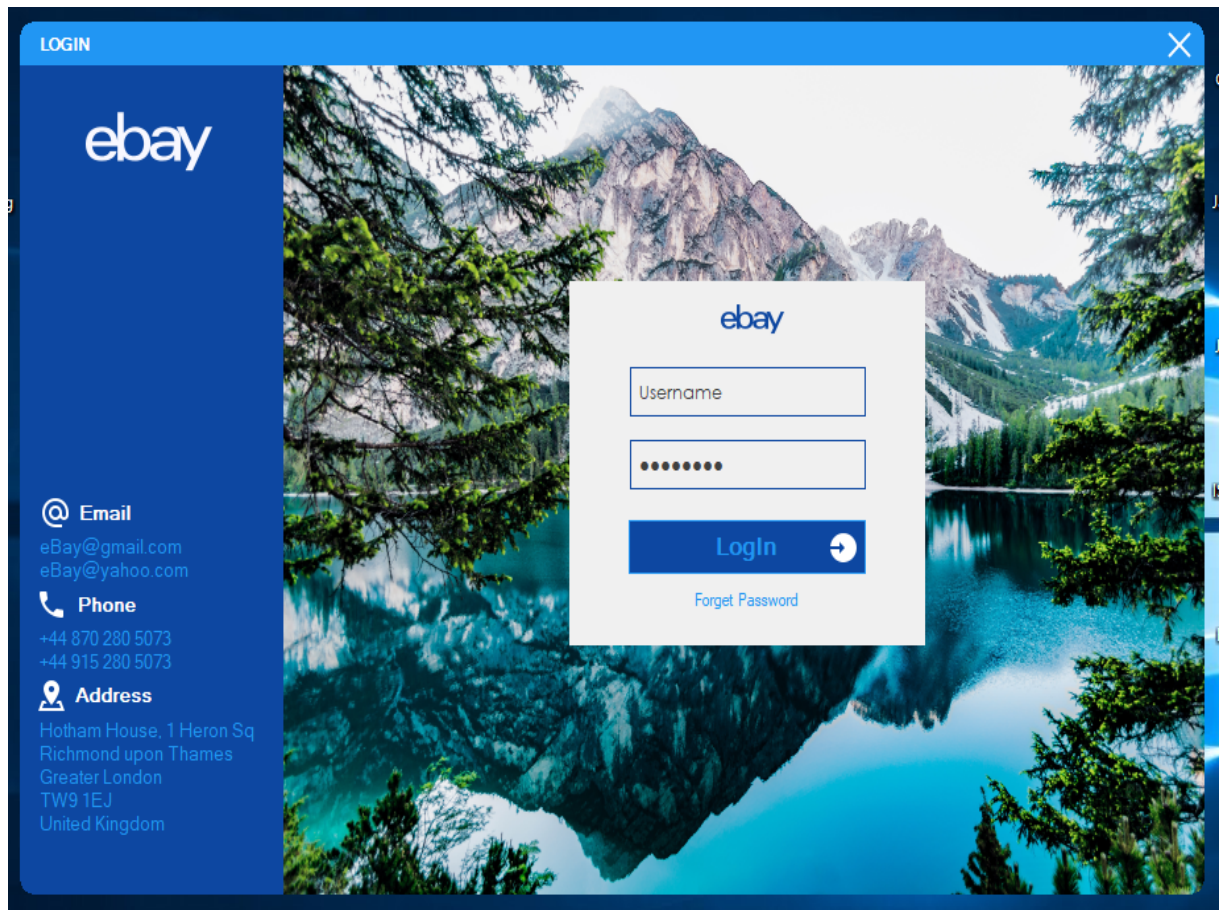 LOGIN
ebay
Email
eBay@gmail.com
eBay@yahoo.com
Phone
+44 870 280 5073
+44 915 280 5073
Address
Hotham House, 1 Heron Sq
Richmond upon Thames
Greater London
TW9 1EJ
United Kingdom
ebay
Username
LogIn
Forget Password